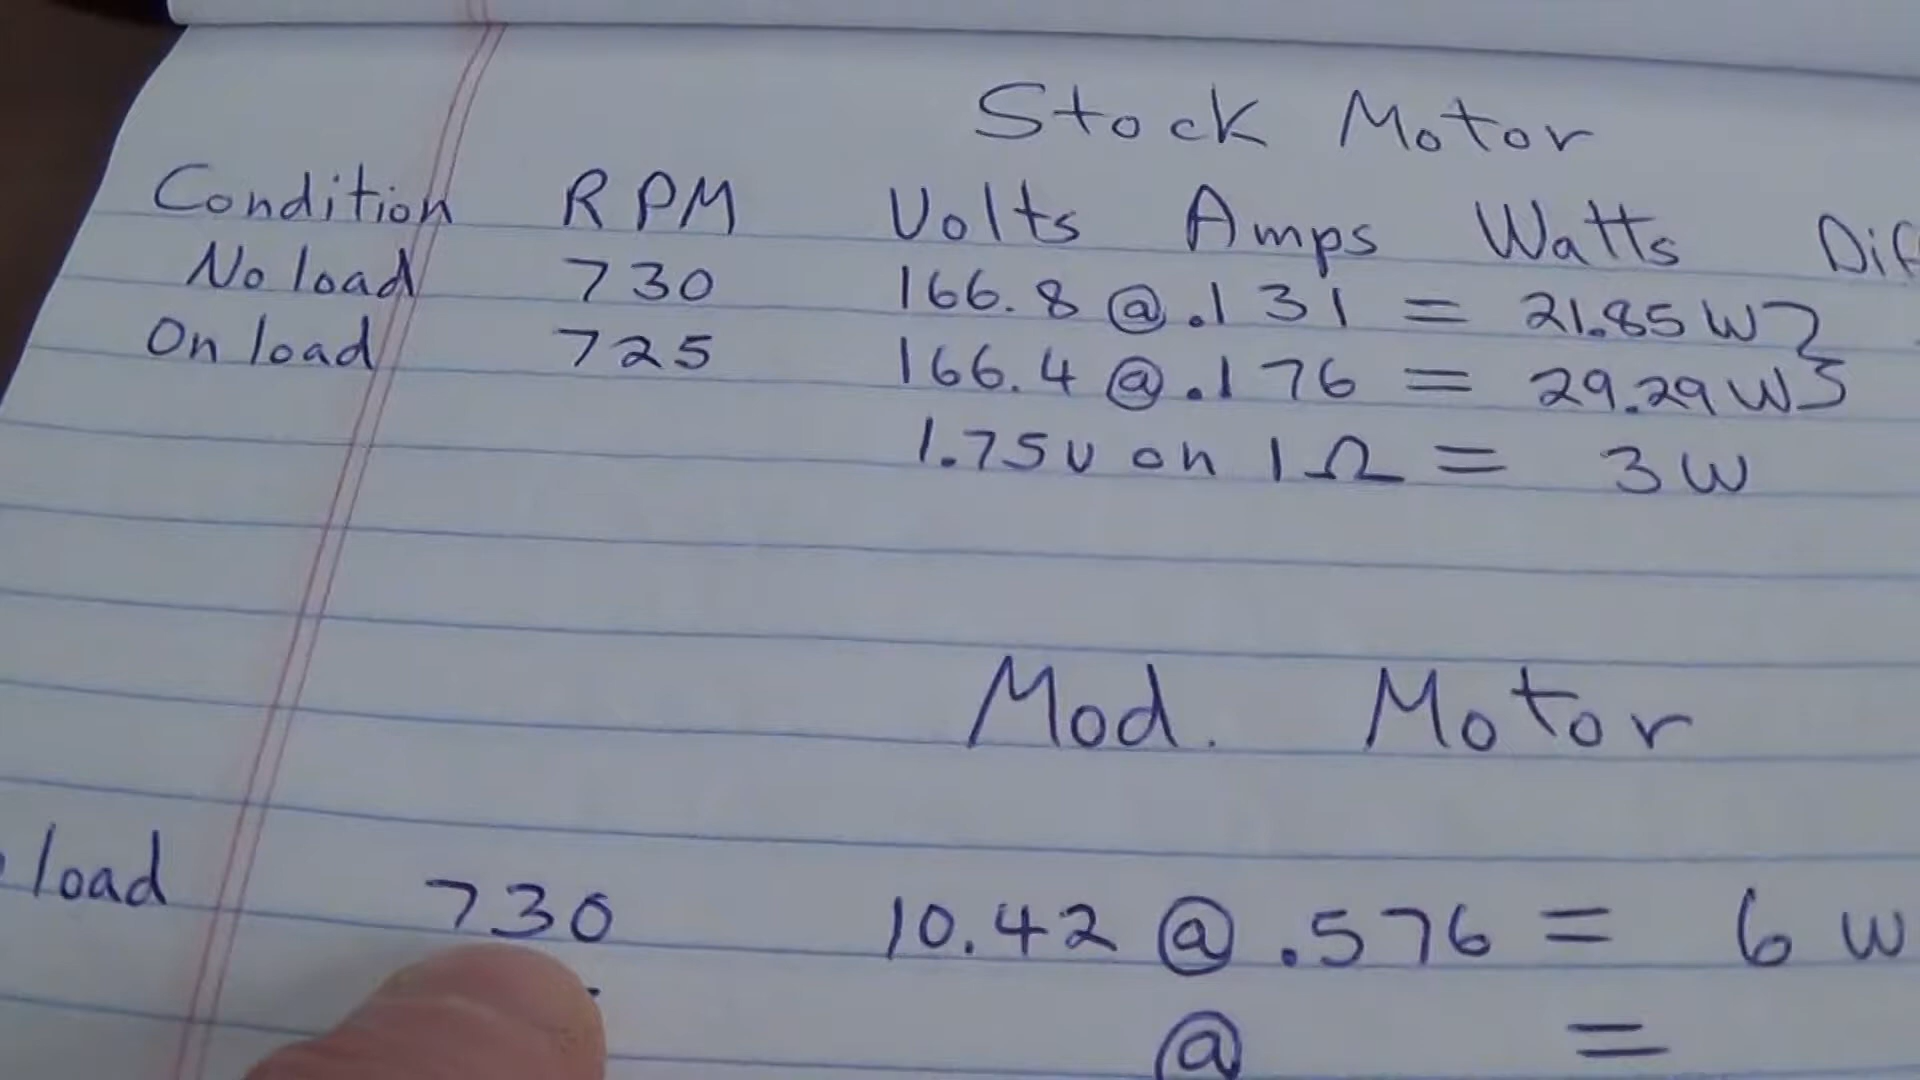 Stock Motor
Condition RPM Volts Amps Watts
No load 730 166.8 @ .131 = 21.85 W
On load 725 166.4 @ .176 = 29.29 W
1.75v on 1Ω = 3 W
Mod. Motor
load 730 10.42 @ .576 = 6 W
@ =